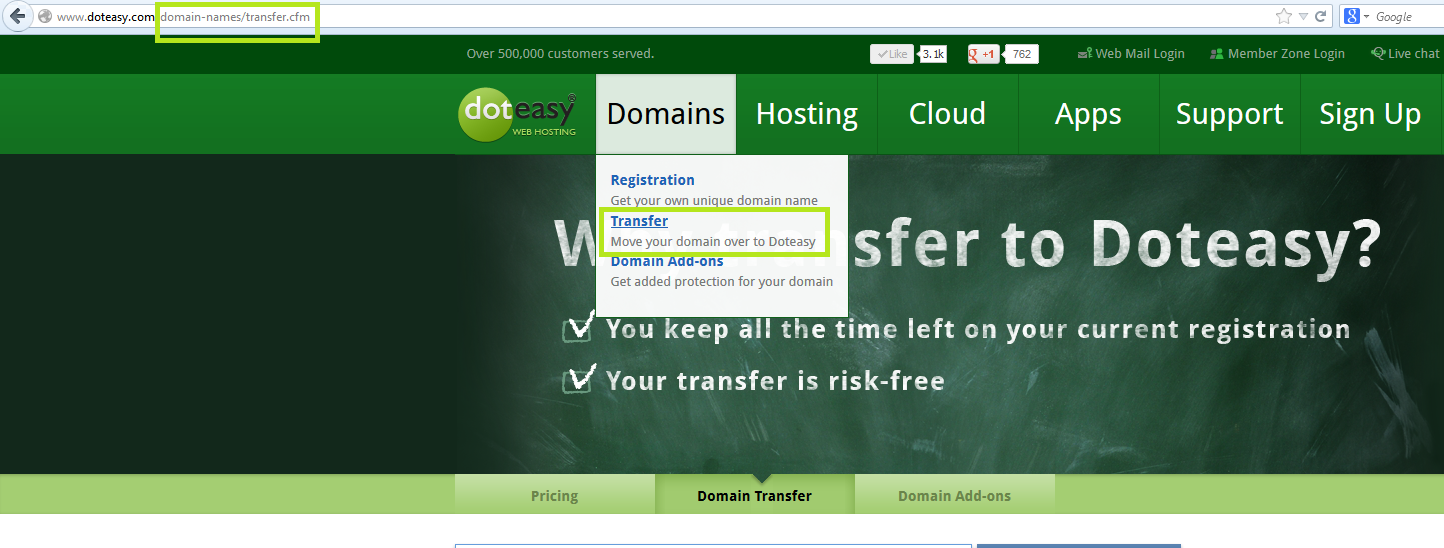 www.doteasy.com/domain-names/transfer.cfm
Google
Over 500,000 customers served.
Like 3.1k
+1 762
Web Mail Login
Member Zone Login
Live chat
doteasy®
WEB HOSTING
Domains
Hosting
Cloud
Apps
Support
Sign Up
Registration
Get your own unique domain name
Transfer
Move your domain over to Doteasy
Domain Add-ons
Get added protection for your domain
transfer to Doteasy?
You keep all the time left on your current registration
Your transfer is risk-free
Pricing
Domain Transfer
Domain Add-ons